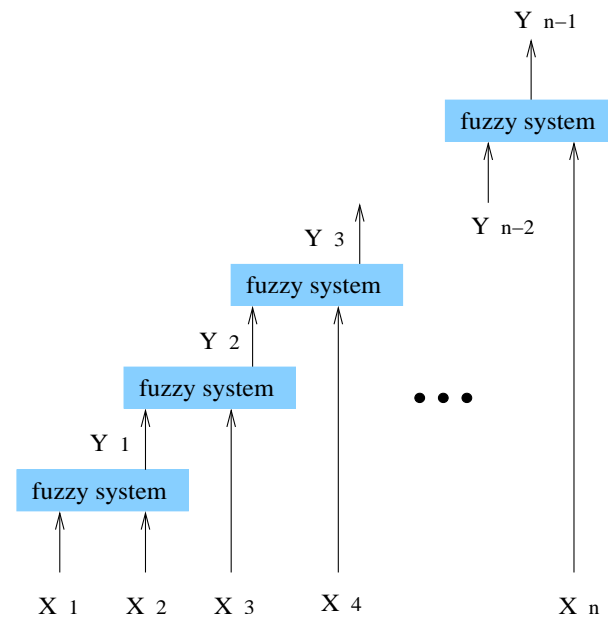 Y n–1
fuzzy system
Y n–2
Y 3
fuzzy system
Y 2
fuzzy system
Y 1
fuzzy system
X 1 X 2 X 3 X 4 X n